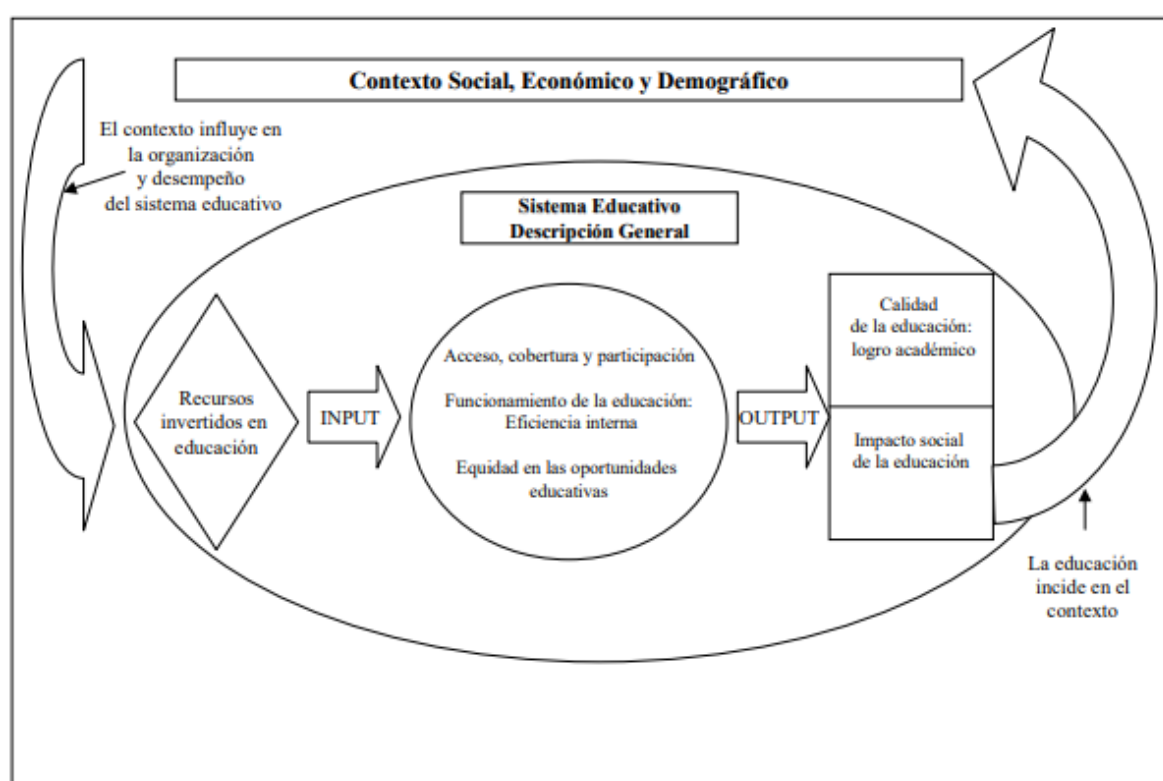 Contexto Social, Económico y Demográfico
El contexto influye en
la organización
y desempeño
del sistema educativo
Sistema Educativo
Descripción General
Recursos
invertidos en
educación
INPUT
Acceso, cobertura y participación
Funcionamiento de la educación:
Eficiencia interna
Equidad en las oportunidades
educativas
OUTPUT
Calidad
de la educación:
logro académico
Impacto social
de la educación
La educación
incide en el
contexto